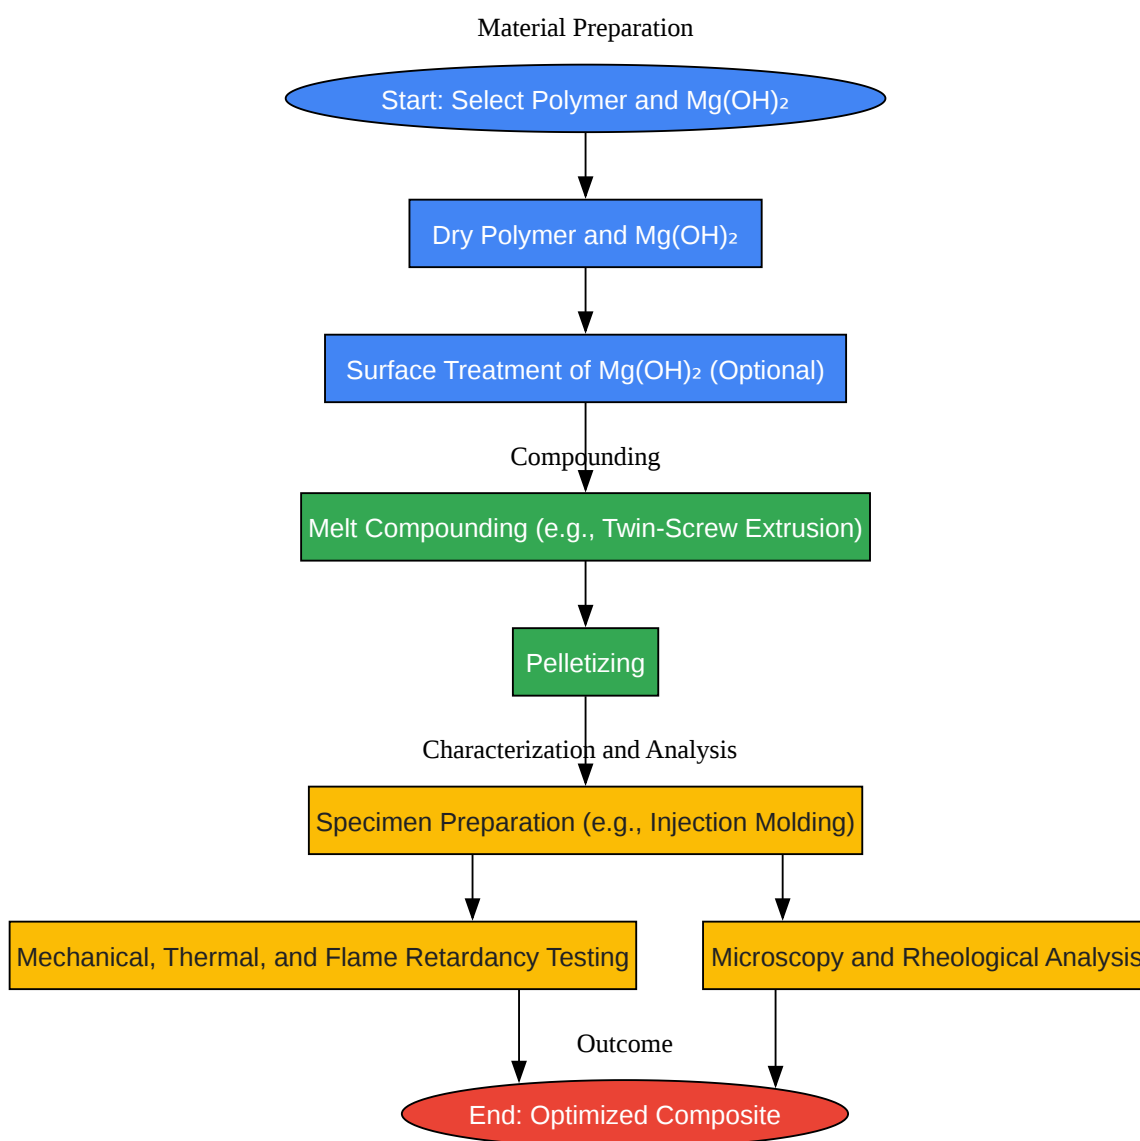 Material Preparation
Start: Select Polymer and Mg(OH)₂
Dry Polymer and Mg(OH)₂
Surface Treatment of Mg(OH)₂ (Optional)
Compounding
Melt Compounding (e.g., Twin-Screw Extrusion)
Pelletizing
Characterization and Analysis
Specimen Preparation (e.g., Injection Molding)
Mechanical, Thermal, and Flame Retardancy Testing
Microscopy and Rheological Analysis
Outcome
End: Optimized Composite